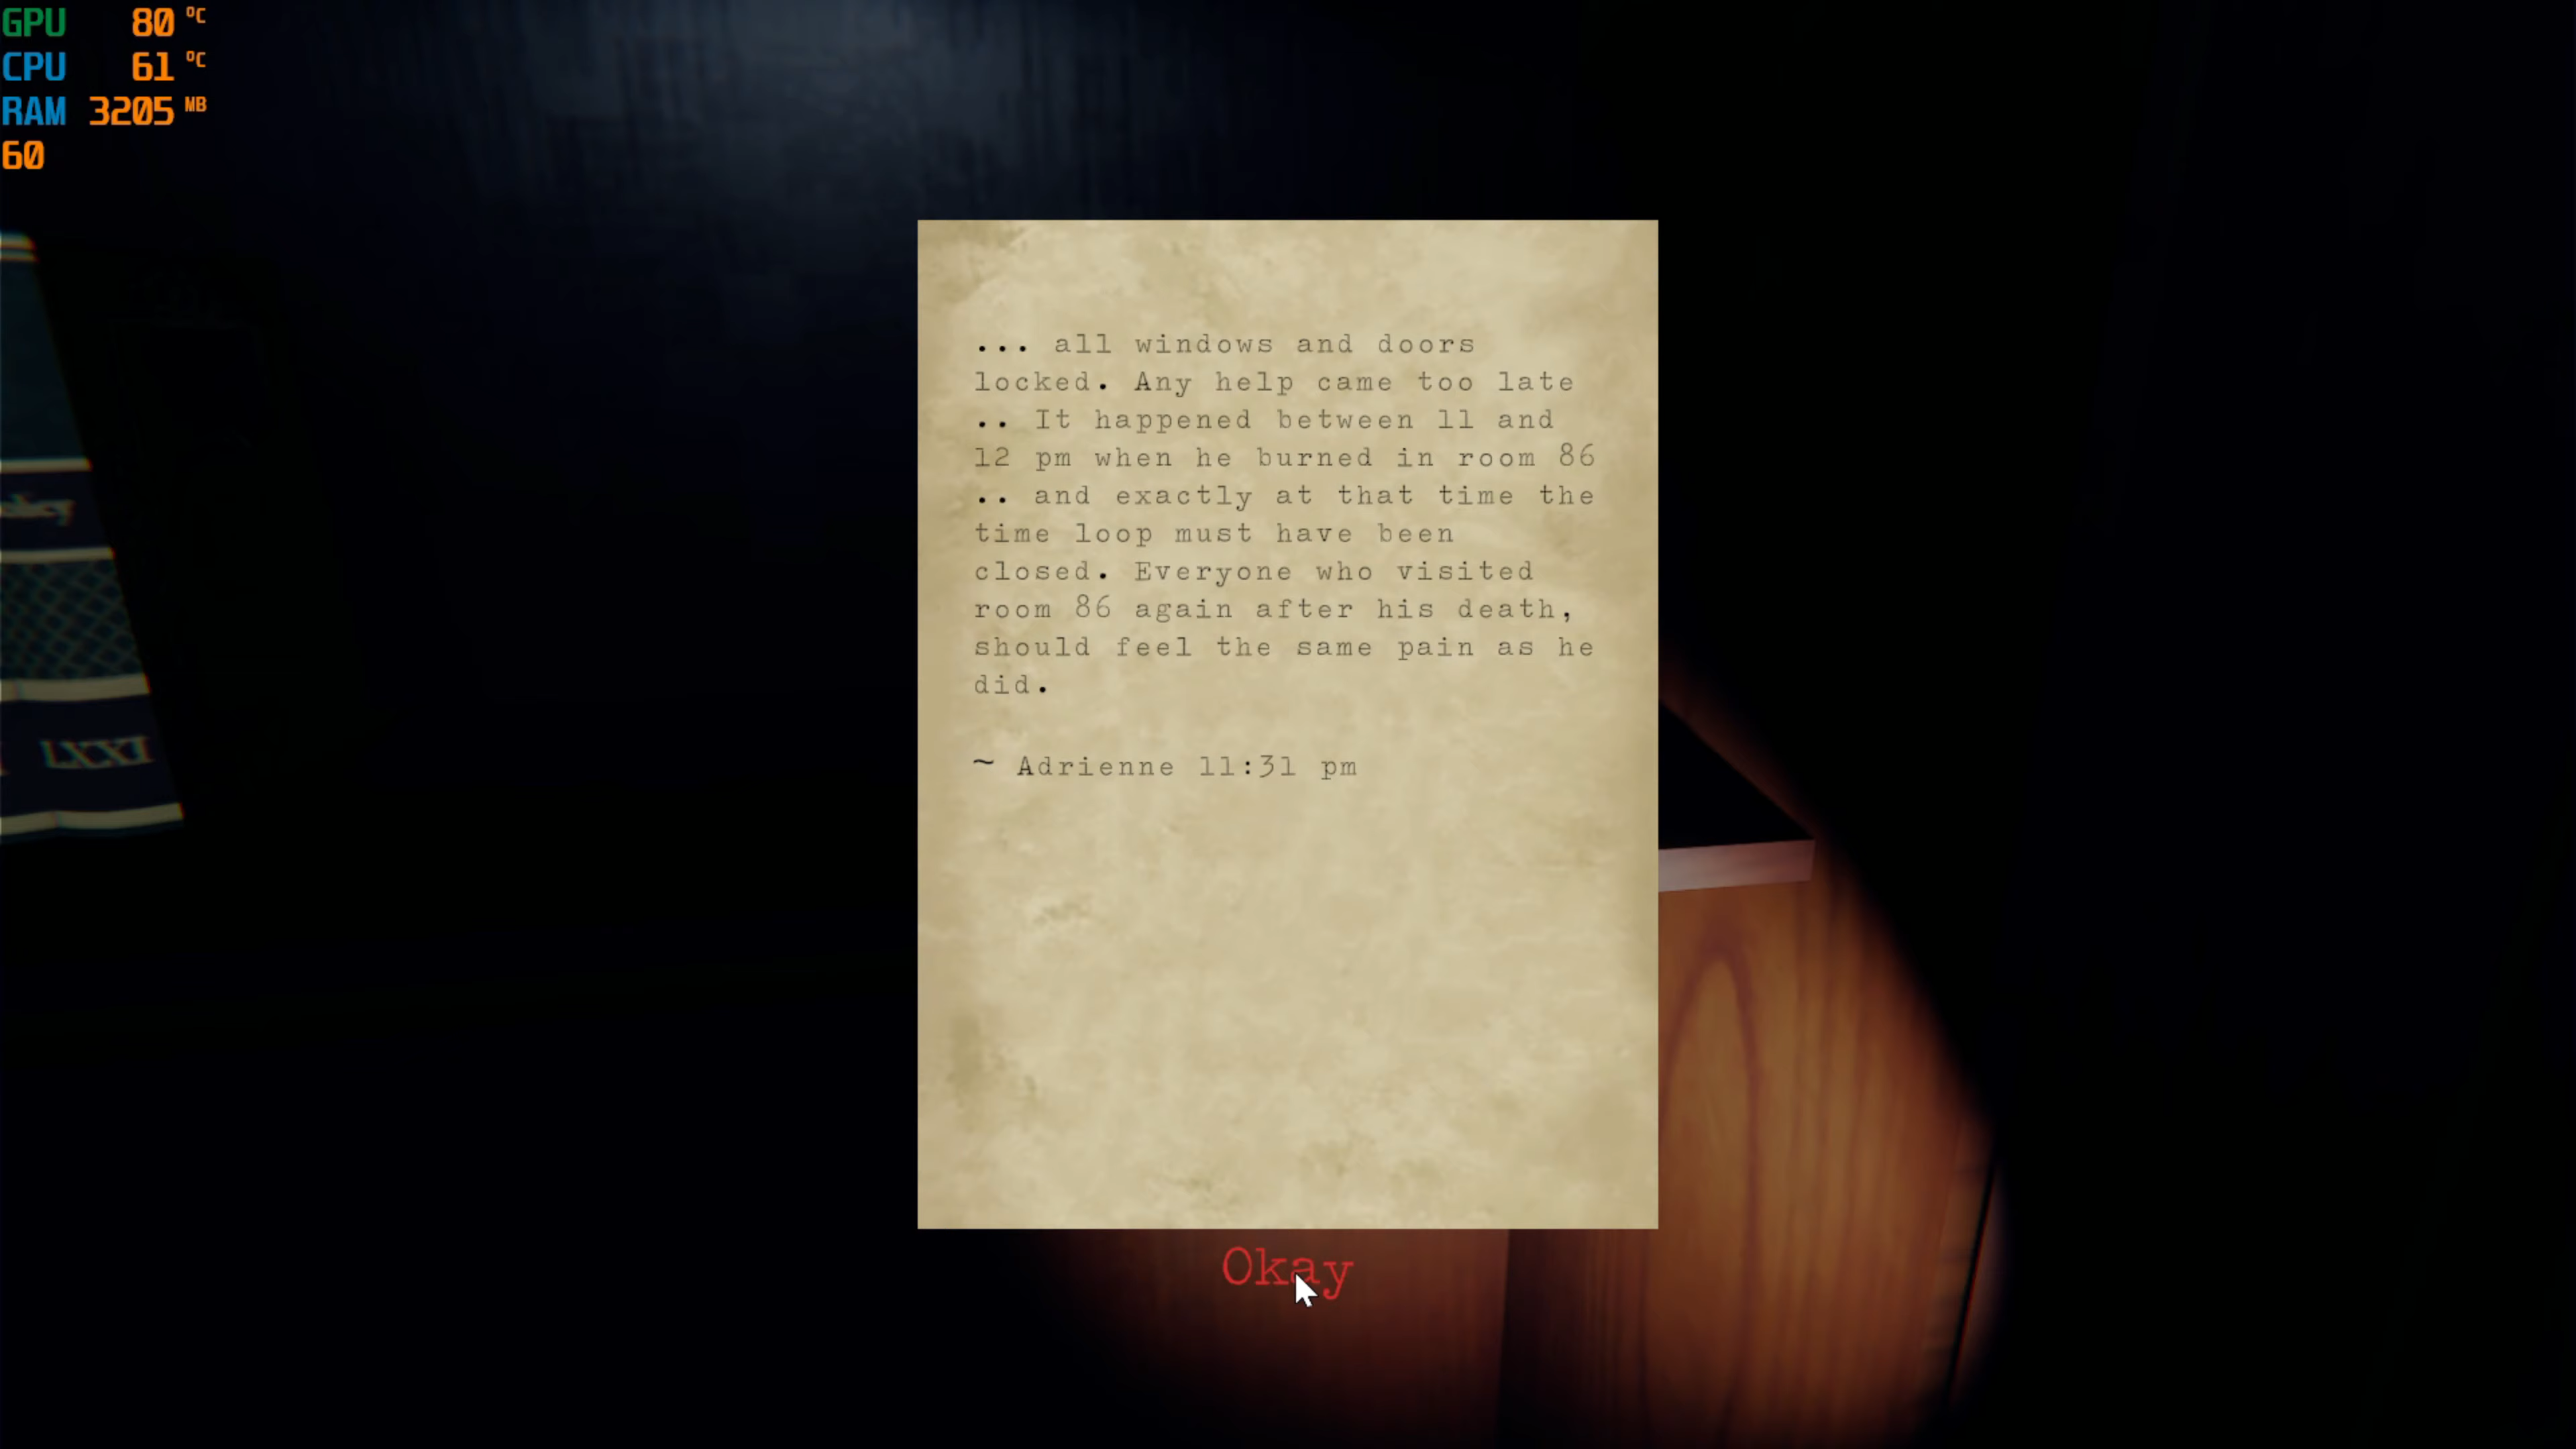 GPU 80 °C
CPU 61 °C
RAM 3205 MB
60
... all windows and doors
locked. Any help came too late
.. It happened between 11 and
12 pm when he burned in room 86
.. and exactly at that time the
time loop must have been
closed. Everyone who visited
room 86 again after his death,
should feel the same pain as he
did.
~ Adrienne 11:31 pm
Okay